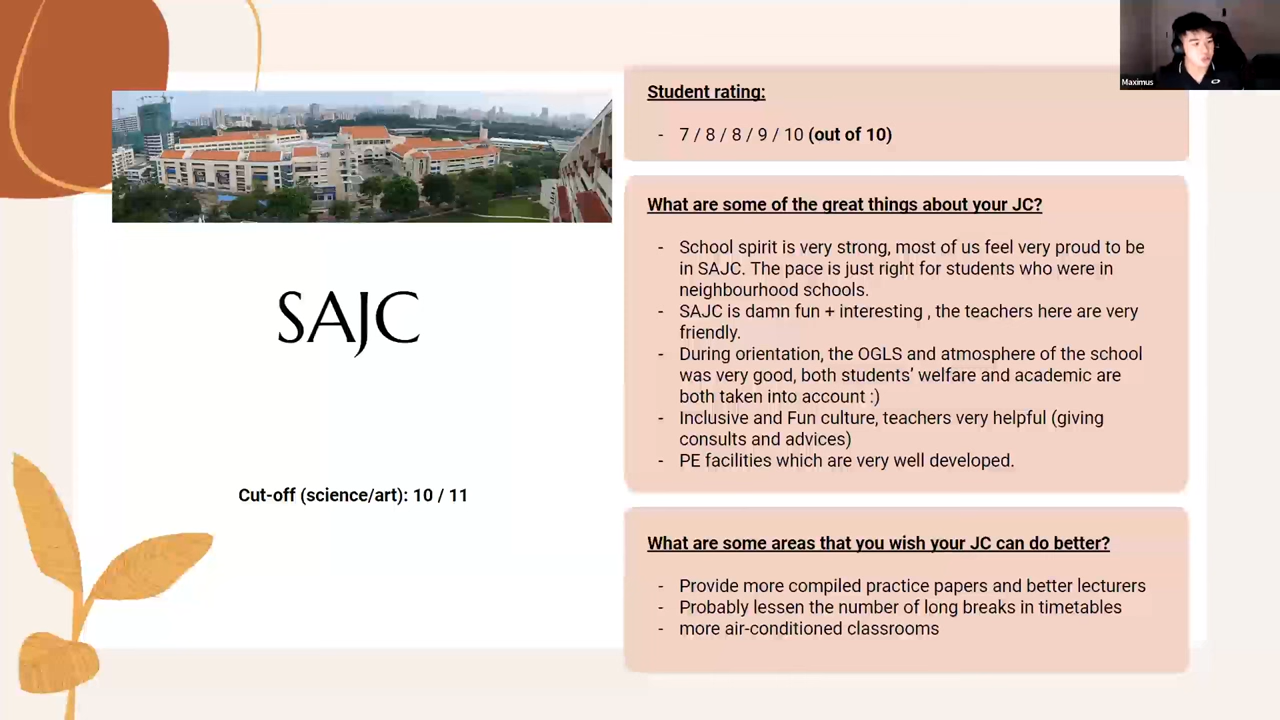 Maximus
Student rating:
- 7 / 8 / 8 / 9 / 10 (out of 10)
What are some of the great things about your JC?
- School spirit is very strong, most of us feel very proud to be
in SAJC. The pace is just right for students who were in
neighbourhood schools.
- SAJC is damn fun + interesting , the teachers here are very
friendly.
- During orientation, the OGLS and atmosphere of the school
was very good, both students’ welfare and academic are
both taken into account :)
- Inclusive and Fun culture, teachers very helpful (giving
consults and advices)
- PE facilities which are very well developed.
SAJC
Cut-off (science/art): 10 / 11
What are some areas that you wish your JC can do better?
- Provide more compiled practice papers and better lecturers
- Probably lessen the number of long breaks in timetables
- more air-conditioned classrooms